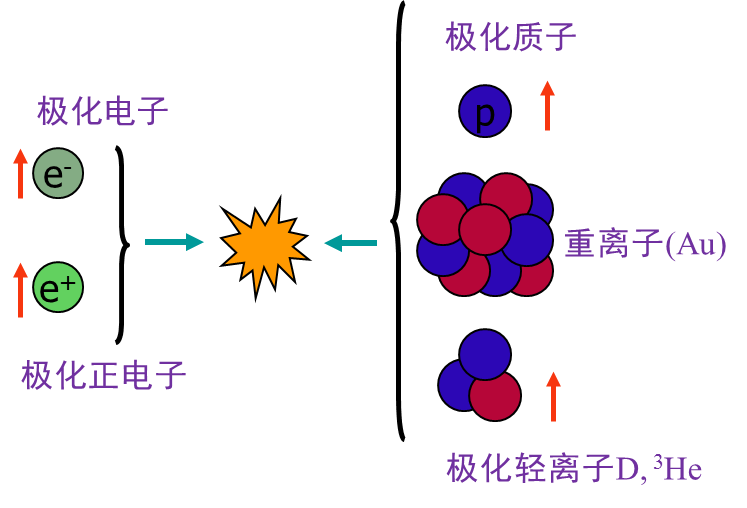 极化电子
e⁻
e⁺
极化正电子
极化质子
p
重离子(Au)
极化轻离子D, ³He